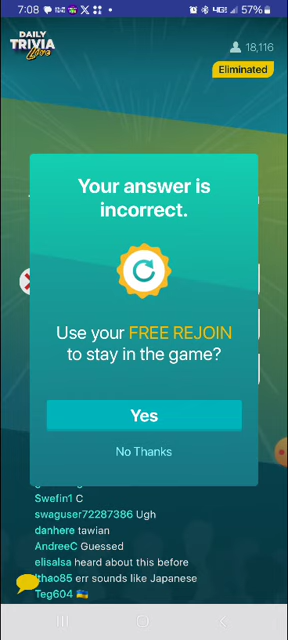 7:08
57%
DAILY
TRIVIA
18,116
Eliminated
Your answer is
incorrect.
Use your FREE REJOIN
to stay in the game?
Yes
No Thanks
Swefin1 C
swaguser72287386 Ugh
danhere tawian
AndreeC Guessed
elisalsa heard about this before
lthao85 err sounds like Japanese
Teg604